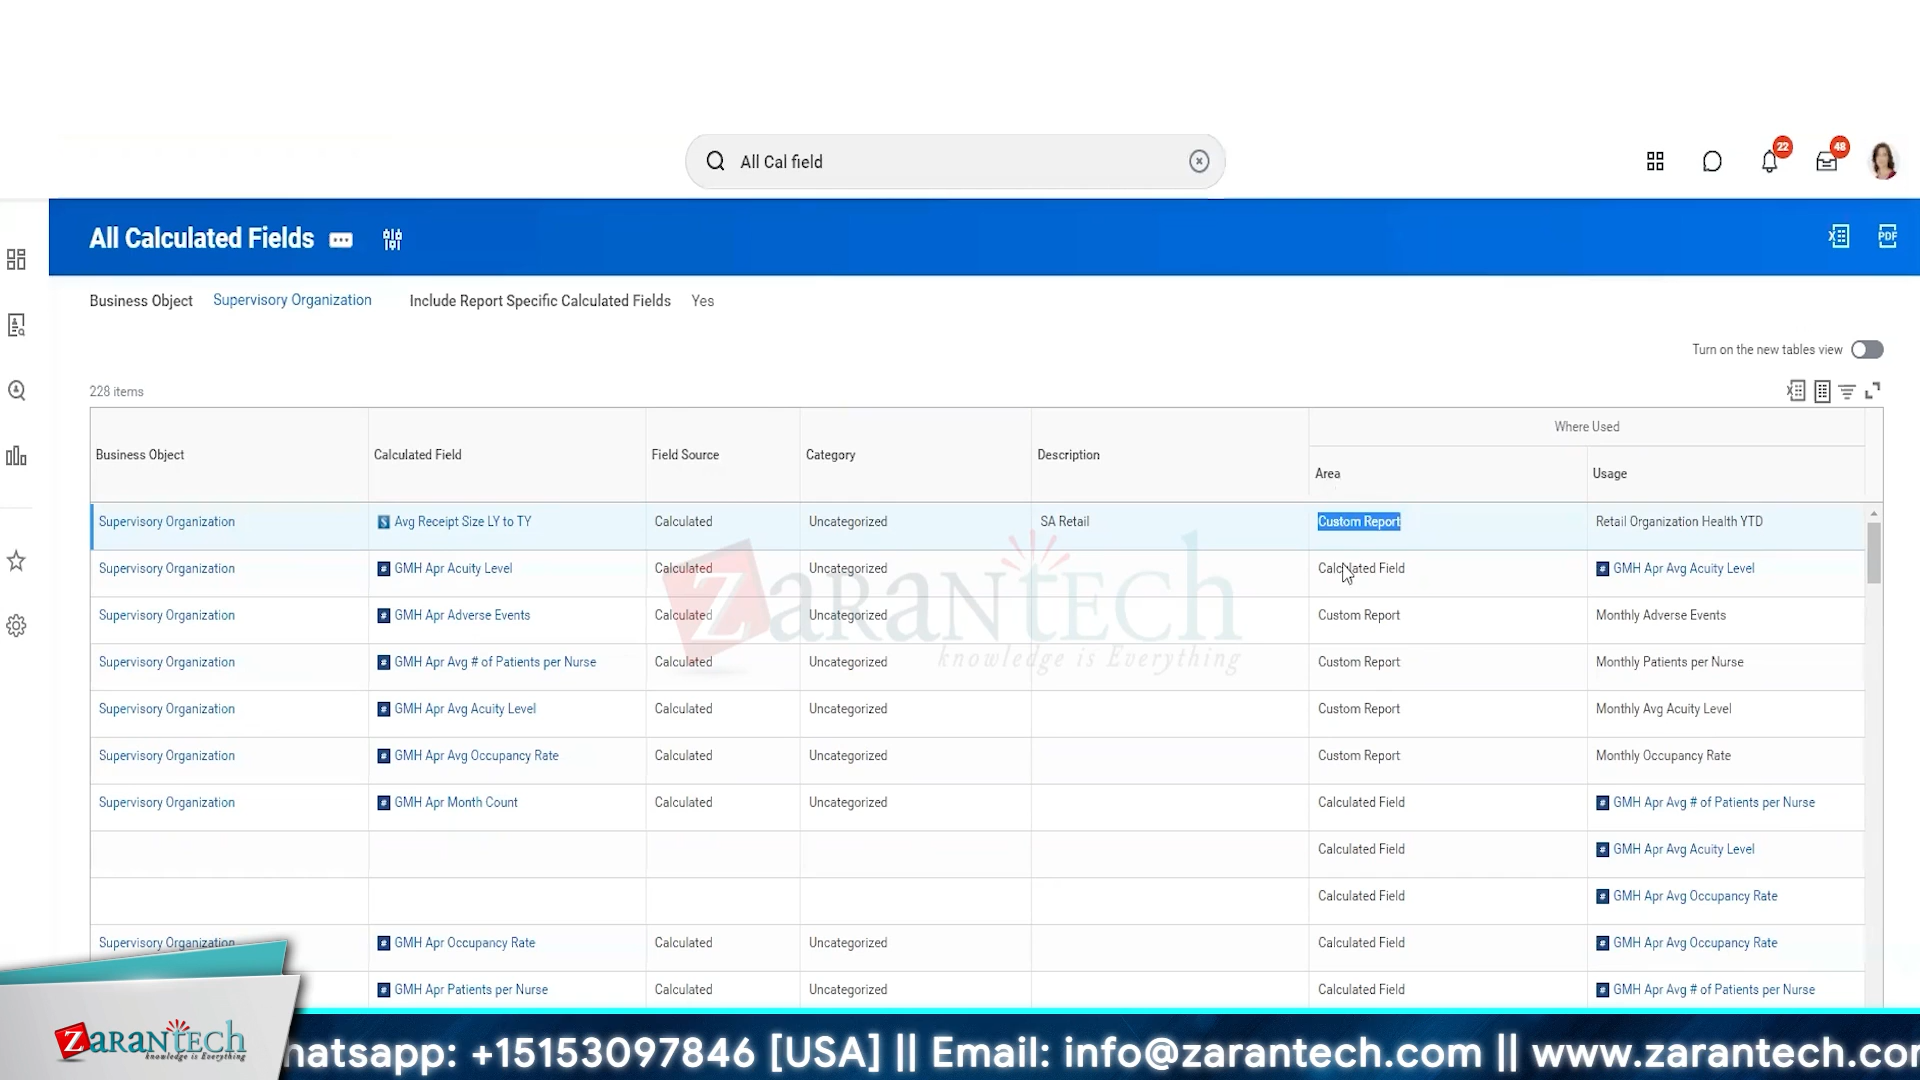 All Cal field
22
48
All Calculated Fields
PDF
Business Object Supervisory Organization Include Report Specific Calculated Fields Yes
Turn on the new tables view
228 items
Where Used
Business Object Calculated Field Field Source Category Description
Area Usage
Supervisory Organization Avg Receipt Size LY to TY Calculated Uncategorized SA Retail Custom Report Retail Organization Health YTD
Supervisory Organization GMH Apr Acuity Level Calculated Uncategorized Calculated Field GMH Apr Avg Acuity Level
Supervisory Organization GMH Apr Adverse Events Calculated Uncategorized Custom Report Monthly Adverse Events
Supervisory Organization GMH Apr Avg # of Patients per Nurse Calculated Uncategorized Custom Report Monthly Patients per Nurse
Supervisory Organization GMH Apr Avg Acuity Level Calculated Uncategorized Custom Report Monthly Avg Acuity Level
Supervisory Organization GMH Apr Avg Occupancy Rate Calculated Uncategorized Custom Report Monthly Occupancy Rate
Supervisory Organization GMH Apr Month Count Calculated Uncategorized Calculated Field GMH Apr Avg # of Patients per Nurse
Calculated Field GMH Apr Avg Acuity Level
Calculated Field GMH Apr Avg Occupancy Rate
Supervisory Organization GMH Apr Occupancy Rate Calculated Uncategorized Calculated Field GMH Apr Avg Occupancy Rate
GMH Apr Patients per Nurse Calculated Uncategorized Calculated Field GMH Apr Avg # of Patients per Nurse
ZaranTech
knowledge is Everything
ZaranTech
knowledge is Everything
hatsapp: +15153097846 [USA] || Email: info@zarantech.com || www.zarantech.com